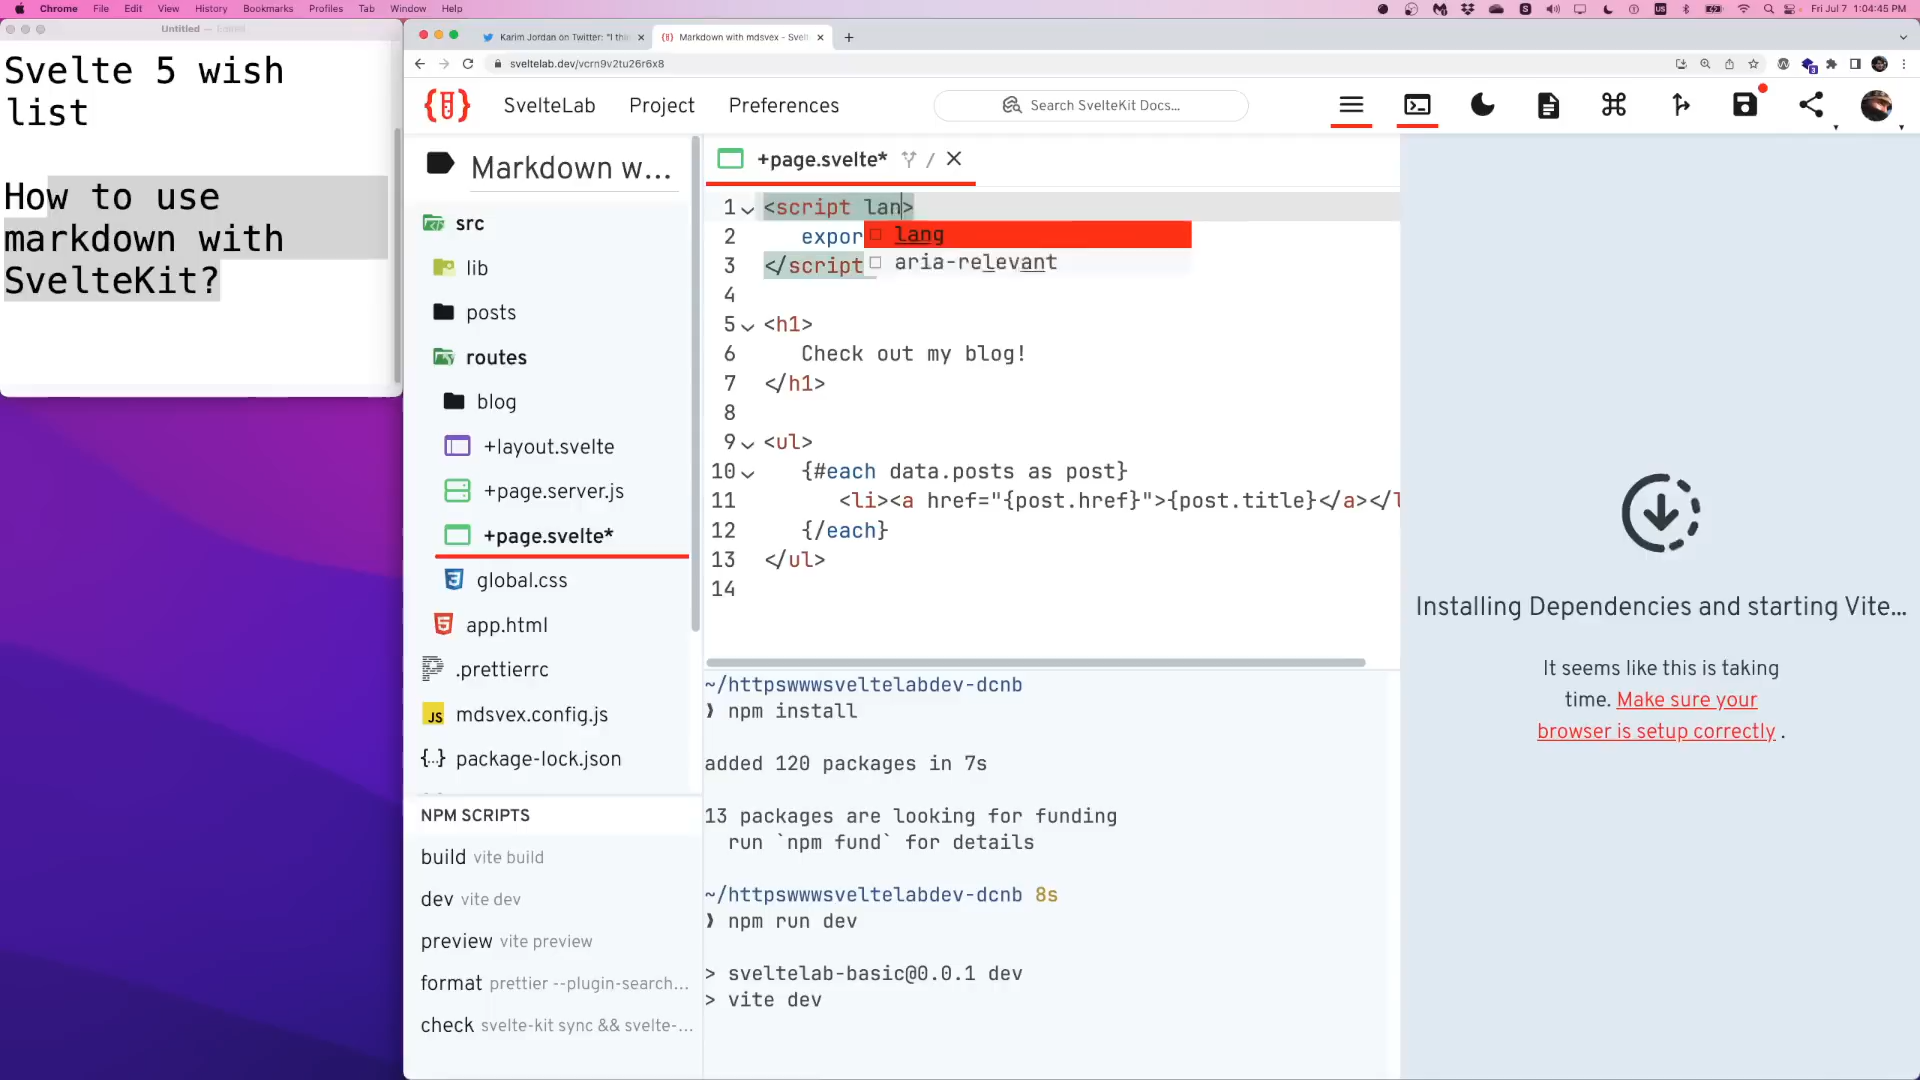 Chrome File Edit View History Bookmarks Profiles Tab Window Help
Fri Jul 7 1:04:45 PM
Untitled — Edited
Svelte 5 wish
list
How to use
markdown with
SvelteKit?
Karim Jordan on Twitter: "I thi
Markdown with mdsvex - Svel
sveltelab.dev/vcrn9v2tu26r6x8
SvelteLab Project Preferences
Search SvelteKit Docs...
Markdown w...
src
lib
posts
routes
blog
+layout.svelte
+page.server.js
+page.svelte*
global.css
app.html
.prettierrc
JS mdsvex.config.js
{..} package-lock.json
NPM SCRIPTS
build vite build
dev vite dev
preview vite preview
format prettier --plugin-search...
check svelte-kit sync && svelte-...
+page.svelte* /
1 <script lan>
2 expor
3 </script
lang
aria-relevant
4
5 <h1>
6 Check out my blog!
7 </h1>
8
9 <ul>
10 {#each data.posts as post}
11 <li><a href="{post.href}">{post.title}</a></l
12 {/each}
13 </ul>
14
~/httpswwwsveltelabdev-dcnb
❯ npm install
added 120 packages in 7s
13 packages are looking for funding
run `npm fund` for details
~/httpswwwsveltelabdev-dcnb 8s
❯ npm run dev
> sveltelab-basic@0.0.1 dev
> vite dev
Installing Dependencies and starting Vite...
It seems like this is taking
time. Make sure your
browser is setup correctly .